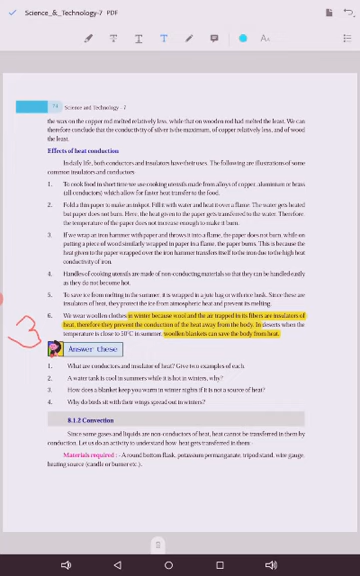 Science_&_Technology-7 PDF
74 Science and Technology - 7
the wax on the copper rod melted relatively less, while that on wooden rod had melted the least. We can
therefore conclude that the conductivity of silver is the maximum, of copper relatively less, and of wood
the least.
Effects of heat conduction
In daily life, both conductors and insulators have their uses. The following are illustrations of some
common insulators and conductors
1. To cook food in short time we use cooking utensils made from alloys of copper, aluminium or brass
(all conductors) which allow for faster heat transfer to the food.
2. Fold a thin paper to make an inkpot. Fill it with water and heat it over a flame. The water gets heated
but paper does not burn. Here, the heat given to the paper gets transferred to the water. Therefore,
the temperature of the paper does not increase enough to make it burn.
3. If we wrap an iron hammer with paper and throws it into a flame, the paper does not burn, while on
putting a piece of wood similarly wrapped in paper in a flame, the paper burns. This is because the
heat given to the paper wrapped over the iron hammer transfers itself to the iron due to the high heat
conductivity of iron.
4. Handles of cooking utensils are made of non-conducting materials so that they can be handled easily
as they do not become hot.
5. To save ice from melting in the summer, it is wrapped in a jute bag or with rice husk. Since these are
insulators of heat, they protect the ice from atmospheric heat and prevent its melting.
6. We wear woollen clothes in winter because wool and the air trapped in its fibers are insulators of
heat, therefore they prevent the conduction of the heat away from the body. In deserts when the
temperature is close to 50°C in summer, woollen blankets can save the body from heat.
3
Answer these
1. What are conductors and insulator of heat? Give two examples of each.
2. A water tank is cool in summers while it is hot in winters, why?
3. How does a blanket keep you warm in winter nights if it is not a source of heat?
4. Why do birds sit with their wings spread out in winters?
8.1.2 Convection
Since some gases and liquids are non-conductors of heat, heat cannot be transferred in them by
conduction. Let us do an activity to understand how heat gets transferred in them -
Materials required : - A round bottom flask, potassium permanganate, tripod stand, wire gauge,
heating source (candle or burner etc.).